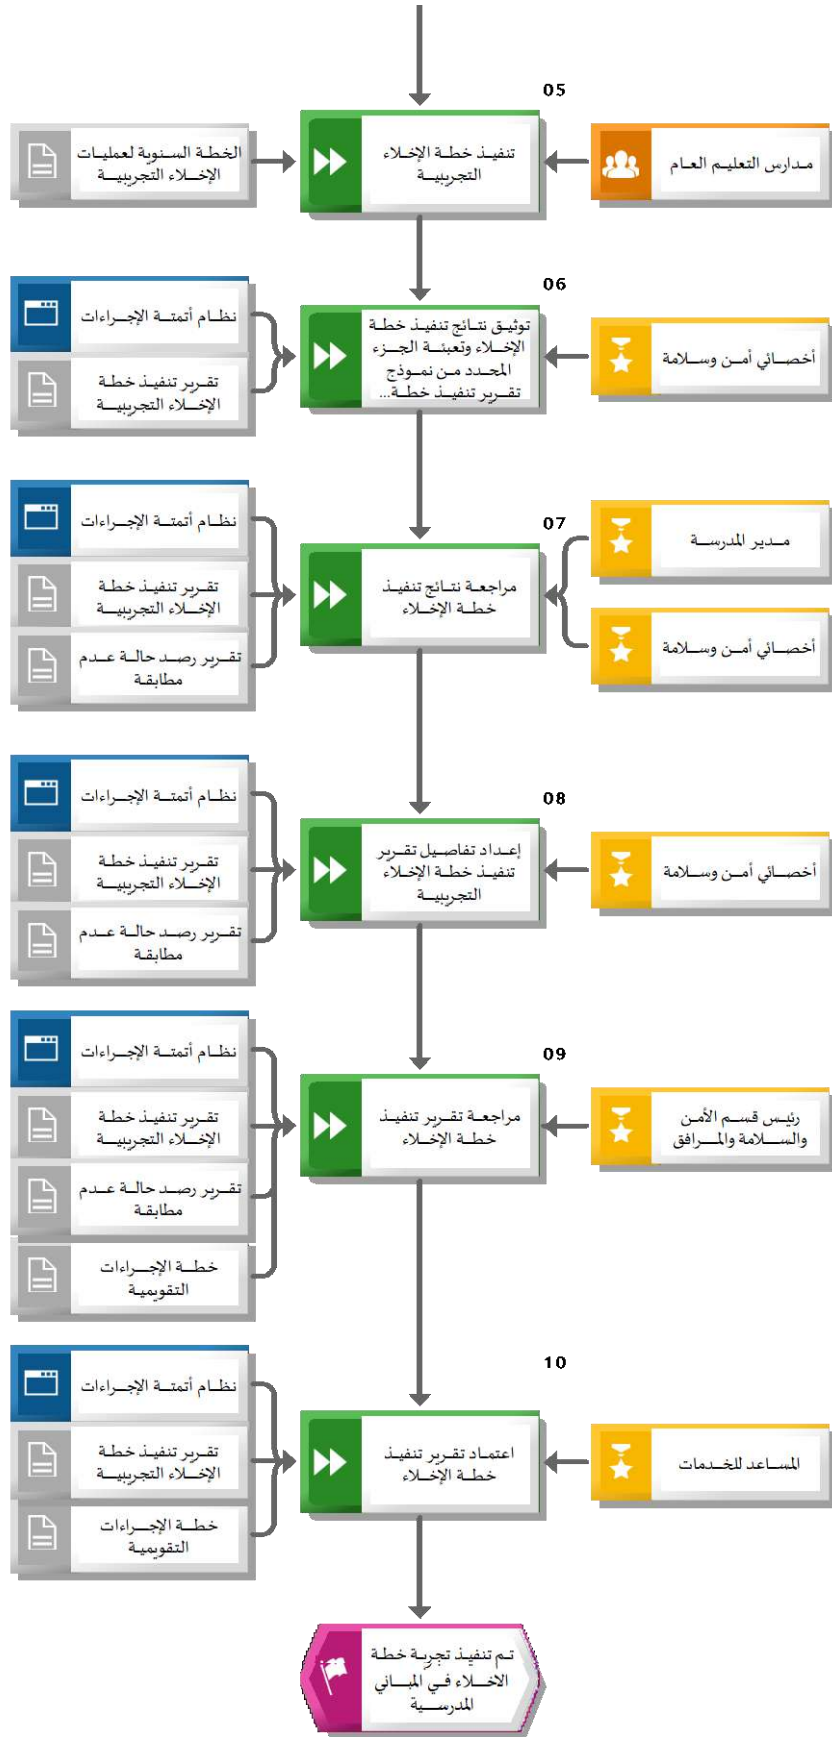 05
مدارس التعليم العام
تنفيذ خطة الإخلاء
التجريبية
الخطة السنوية لعمليات
الإخلاء التجريبية
06
أخصائي أمن وسلامة
توثيق نتائج تنفيذ خطة
الإخلاء وتعبئة الجزء
المحدد من نموذج
تقرير تنفيذ خطة...
نظام أتمتة الإجراءات
تقرير تنفيذ خطة
الإخلاء التجريبية
07
مدير المدرسة
أخصائي أمن وسلامة
مراجعة نتائج تنفيذ
خطة الإخلاء
نظام أتمتة الإجراءات
تقرير تنفيذ خطة
الإخلاء التجريبية
تقرير رصد حالة عدم
مطابقة
08
أخصائي أمن وسلامة
إعداد تفاصيل تقرير
تنفيذ خطة الإخلاء
التجريبية
نظام أتمتة الإجراءات
تقرير تنفيذ خطة
الإخلاء التجريبية
تقرير رصد حالة عدم
مطابقة
09
رئيس قسم الأمن
والسلامة والمرافق
مراجعة تقرير تنفيذ
خطة الإخلاء
نظام أتمتة الإجراءات
تقرير تنفيذ خطة
الإخلاء التجريبية
تقرير رصد حالة عدم
مطابقة
خطة الإجراءات
التقويمية
10
المساعد للخدمات
اعتماد تقرير تنفيذ
خطة الإخلاء
نظام أتمتة الإجراءات
تقرير تنفيذ خطة
الإخلاء التجريبية
خطة الإجراءات
التقويمية
تم تنفيذ تجربة خطة
الاخلاء في المباني
المدرسية